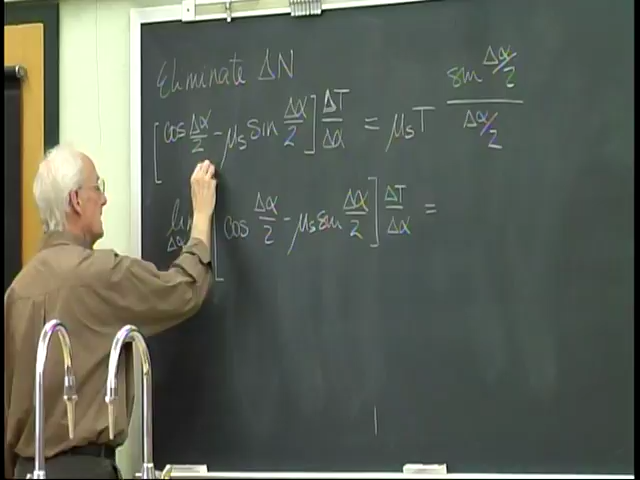 Eliminate ΔN
[cos Δα/2 - μs sin Δα/2] ΔT/Δα = μsT (sin Δα/2)/(Δα/2)
lim [cos Δα/2 - μs sin Δα/2] ΔT/Δα =